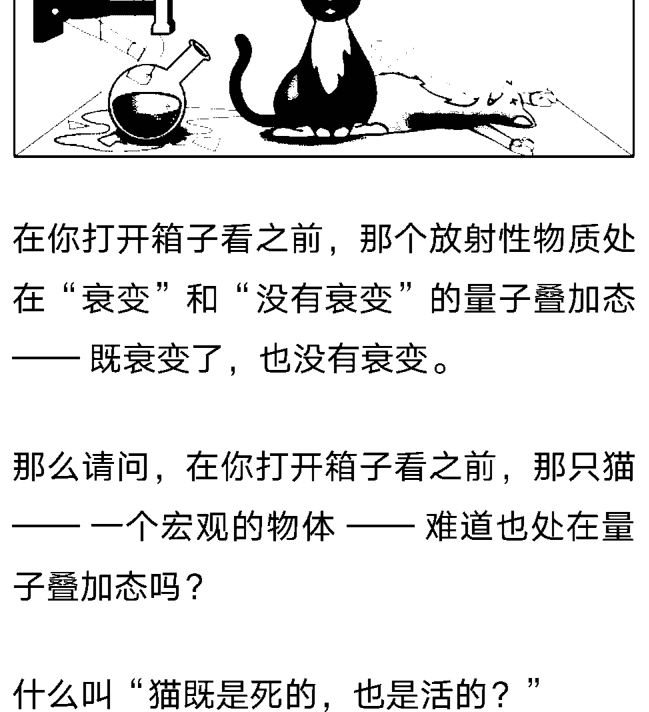 在你打开箱子看之前，那个放射性物质处
在“衰变”和“没有衰变”的量子叠加态
—— 既衰变了，也没有衰变。
那么请问，在你打开箱子看之前，那只猫
—— 一个宏观的物体 —— 难道也处在量
子叠加态吗？
什么叫“猫既是死的，也是活的？”